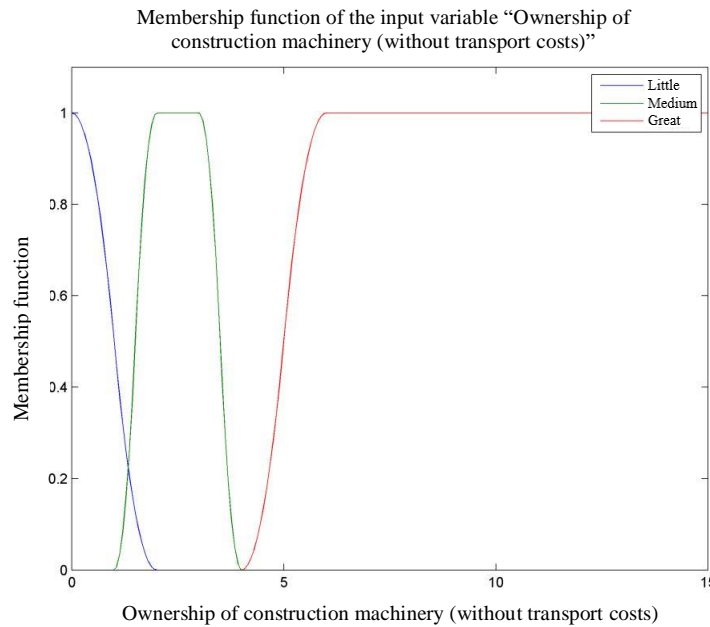 Membership function of the input variable “Ownership of
construction machinery (without transport costs)”
Little
Medium
Great
1
0.8
0.6
0.4
0.2
0
Membership function
0
5
10
15
Ownership of construction machinery (without transport costs)